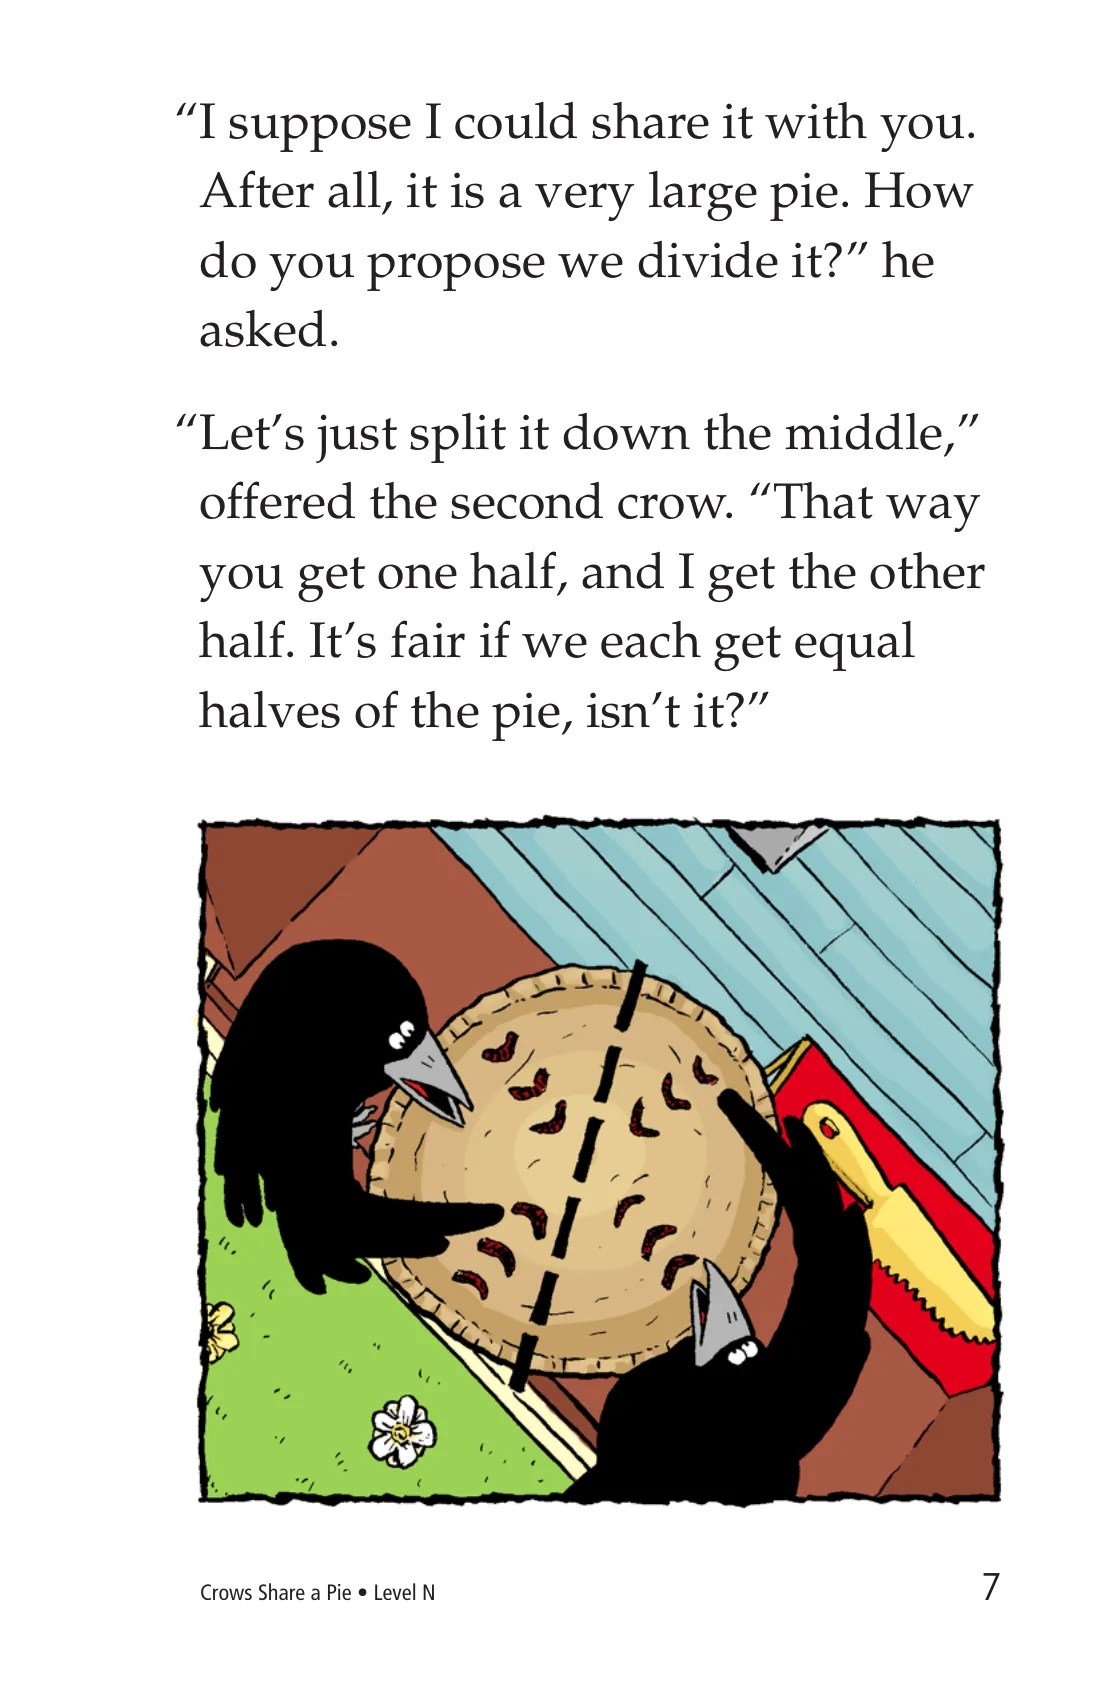 “I suppose I could share it with you.
After all, it is a very large pie. How
do you propose we divide it?” he
asked.
“Let’s just split it down the middle,”
offered the second crow. “That way
you get one half, and I get the other
half. It’s fair if we each get equal
halves of the pie, isn’t it?”
Crows Share a Pie • Level N
7